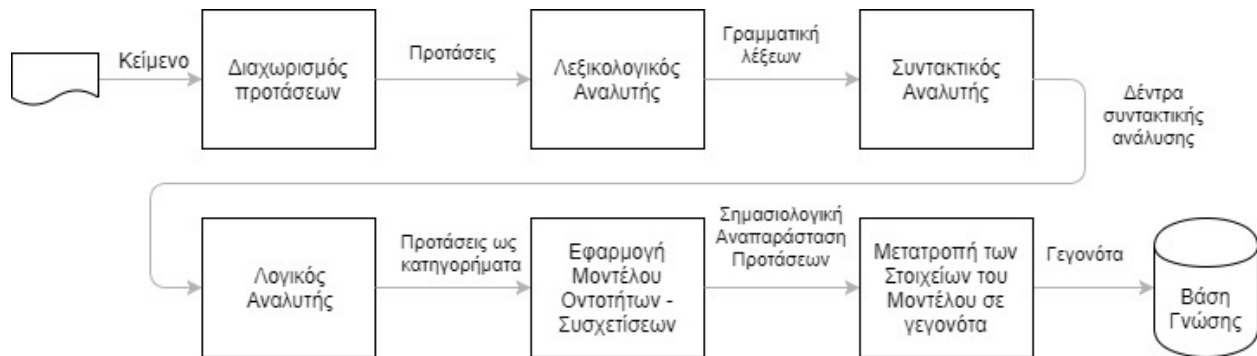 Κείμενο
Διαχωρισμός
προτάσεων
Προτάσεις
Λεξικολογικός
Αναλυτής
Γραμματική
λέξεων
Συντακτικός
Αναλυτής
Δέντρα
συντακτικής
ανάλυσης
Λογικός
Αναλυτής
Προτάσεις ως
κατηγορήματα
Εφαρμογή
Μοντέλου
Οντοτήτων -
Συσχετίσεων
Σημασιολογική
Αναπαράσταση
Προτάσεων
Μετατροπή των
Στοιχείων του
Μοντέλου σε
γεγονότα
Γεγονότα
Βάση
Γνώσης